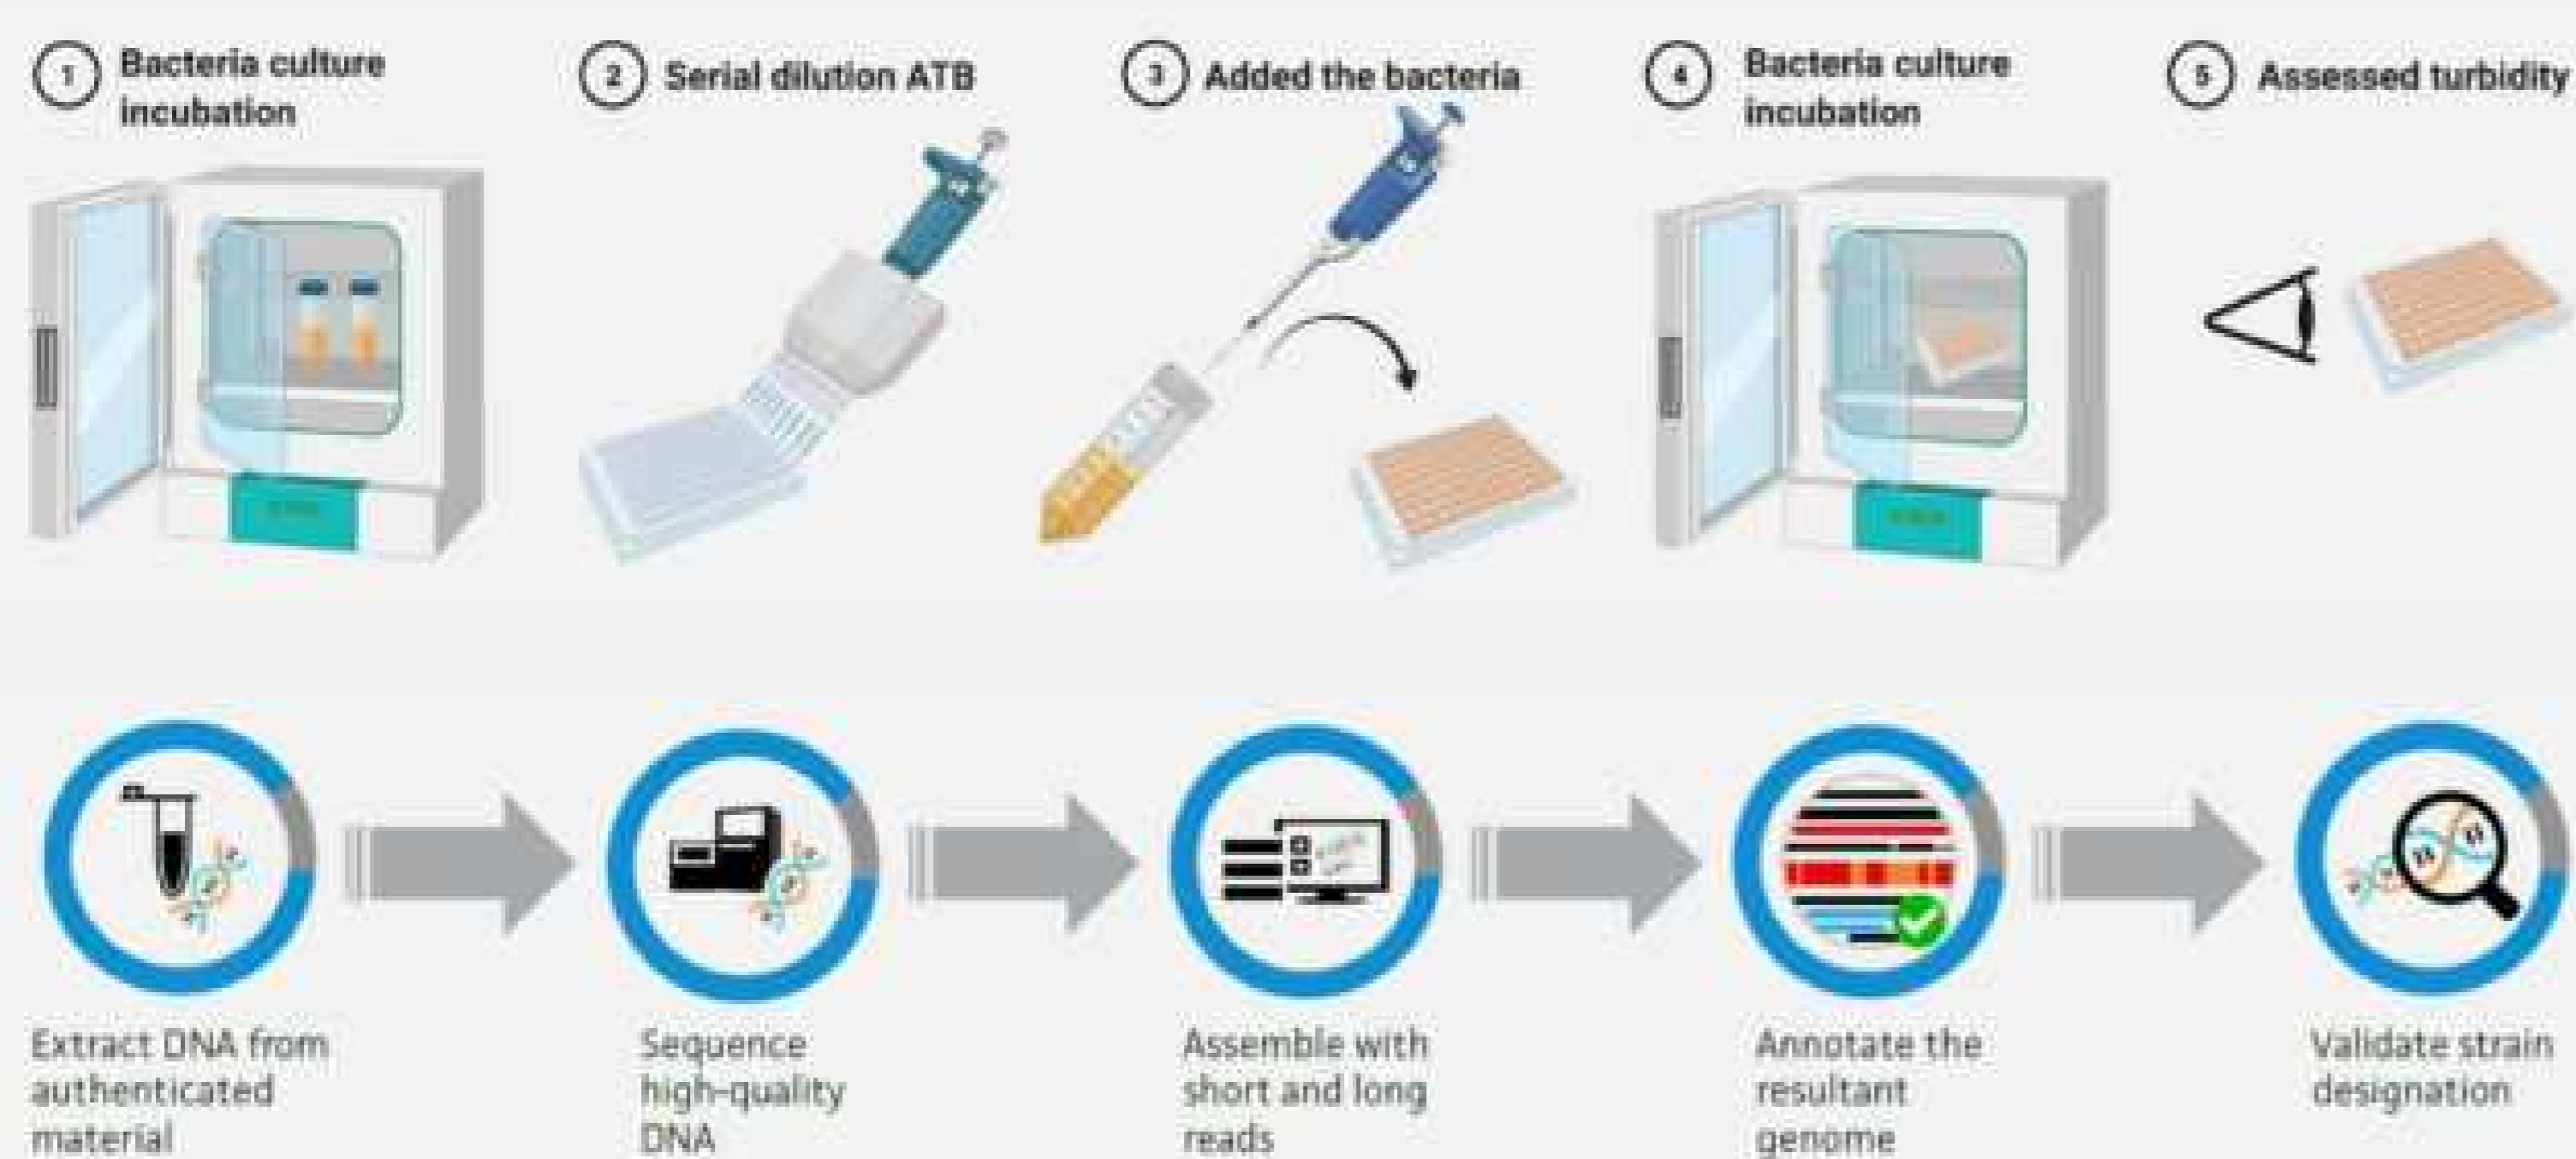 1 Bacteria culture
incubation
2 Serial dilution ATB
3 Added the bacteria
4 Bacteria culture
incubation
5 Assessed turbidity
Extract DNA from
authenticated
material
Sequence
high-quality
DNA
Assemble with
short and long
reads
Annotate the
resultant
genome
Validate strain
designation